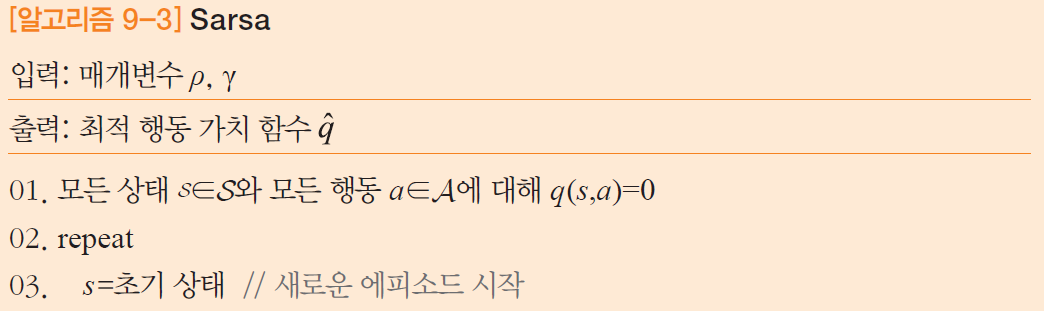 [알고리즘 9-3] Sarsa
입력: 매개변수 ρ, γ
출력: 최적 행동 가치 함수 q̂
01. 모든 상태 s∈𝒮와 모든 행동 a∈𝒜에 대해 q(s,a)=0
02. repeat
03. s=초기 상태 // 새로운 에피소드 시작